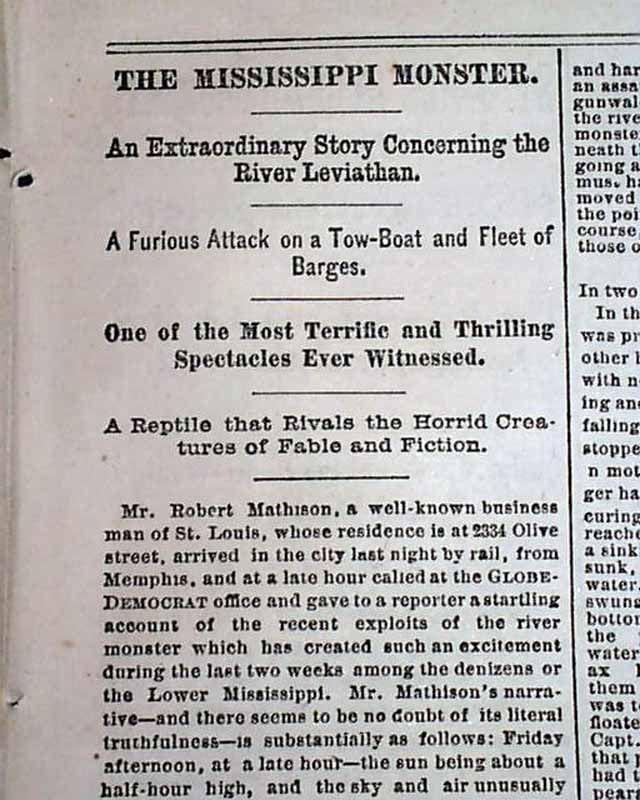 THE MISSISSIPPI MONSTER.
An Extraordinary Story Concerning the
River Leviathan.
A Furious Attack on a Tow-Boat and Fleet of
Barges.
One of the Most Terrific and Thrilling
Spectacles Ever Witnessed.
A Reptile that Rivals the Horrid Crea-
tures of Fable and Fiction.
Mr. Robert Mathison, a well-known business
man of St. Louis, whose residence is at 2334 Olive
street, arrived in the city last night by rail, from
Memphis, and at a late hour called at the GLOBE-
DEMOCRAT office and gave to a reporter a startling
account of the recent exploits of the river
monster which has created such an excitement
during the last two weeks among the denizens or
the Lower Mississippi. Mr. Mathison's narra-
tive—and there seems to be no doubt of its literal
truthfulness—is substantially as follows: Friday
afternoon, at a late hour—the sun being about a
half-hour high, and the sky and air unusually
and har
an assa
gunwal
the rive
monste
neath t
going a
must ha
moved
the poi
course,
those o
In two
In th
was pr
other b
with n
ing and
falling
stoppe
n mot
ger ha
curing
reache
a sink
sunk,
water.
swung
bottor
the
water
ax
them
was to
floate
Capt.
that p
had t
pears